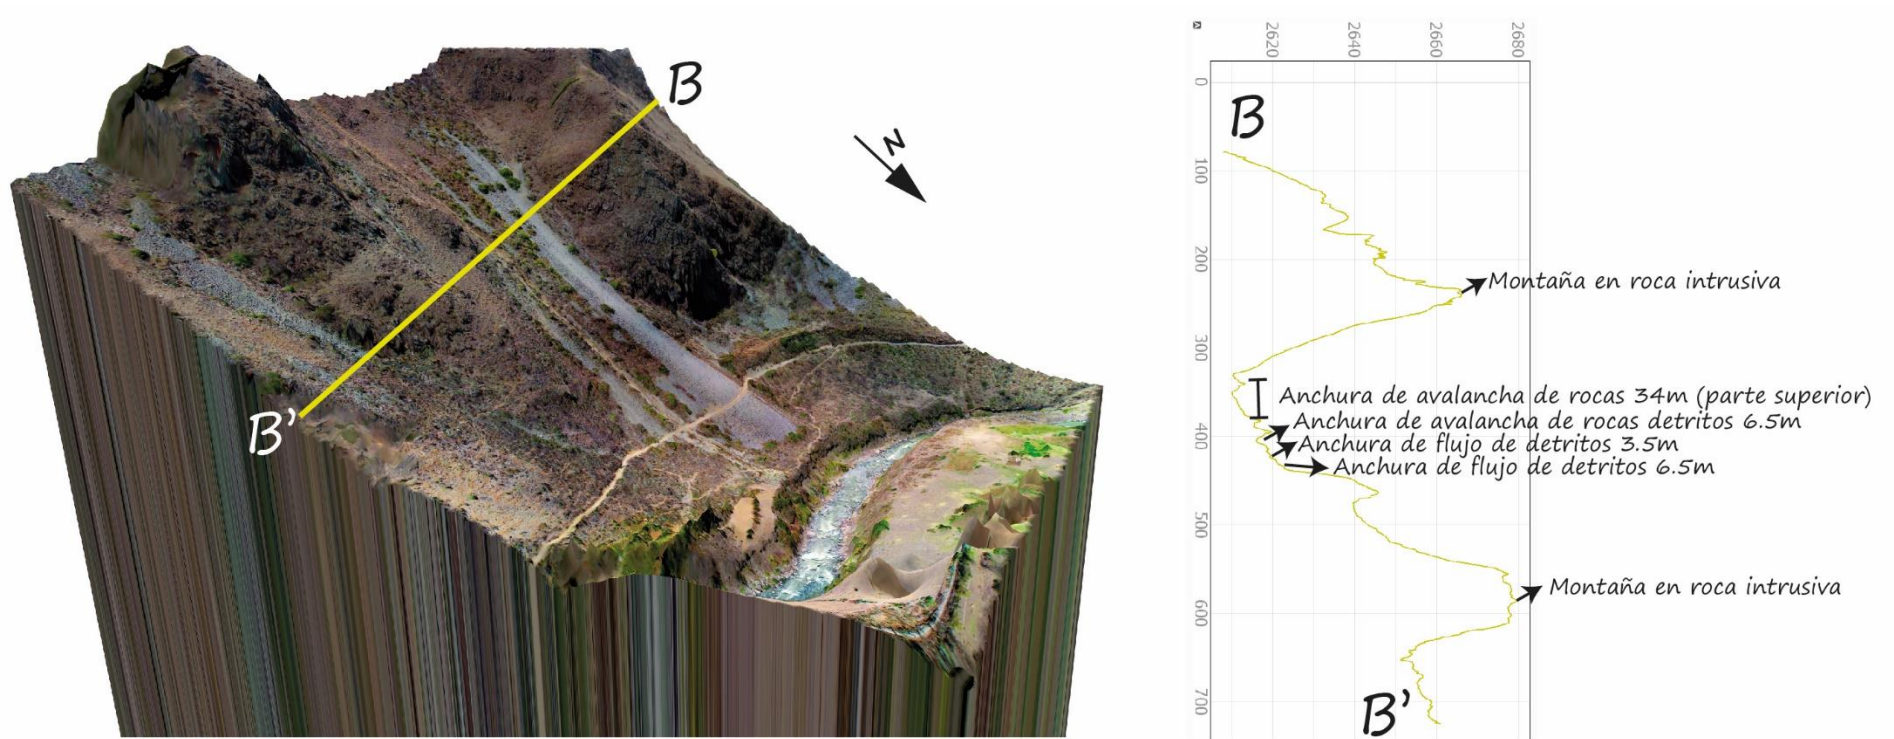 B
B'
N
2620
2640
2660
2680
0
100
200
300
400
500
600
700
B
Montaña en roca intrusiva
Anchura de avalancha de rocas 34m (parte superior)
Anchura de avalancha de rocas detritos 6.5m
Anchura de flujo de detritos 3.5m
Anchura de flujo de detritos 6.5m
Montaña en roca intrusiva
B'